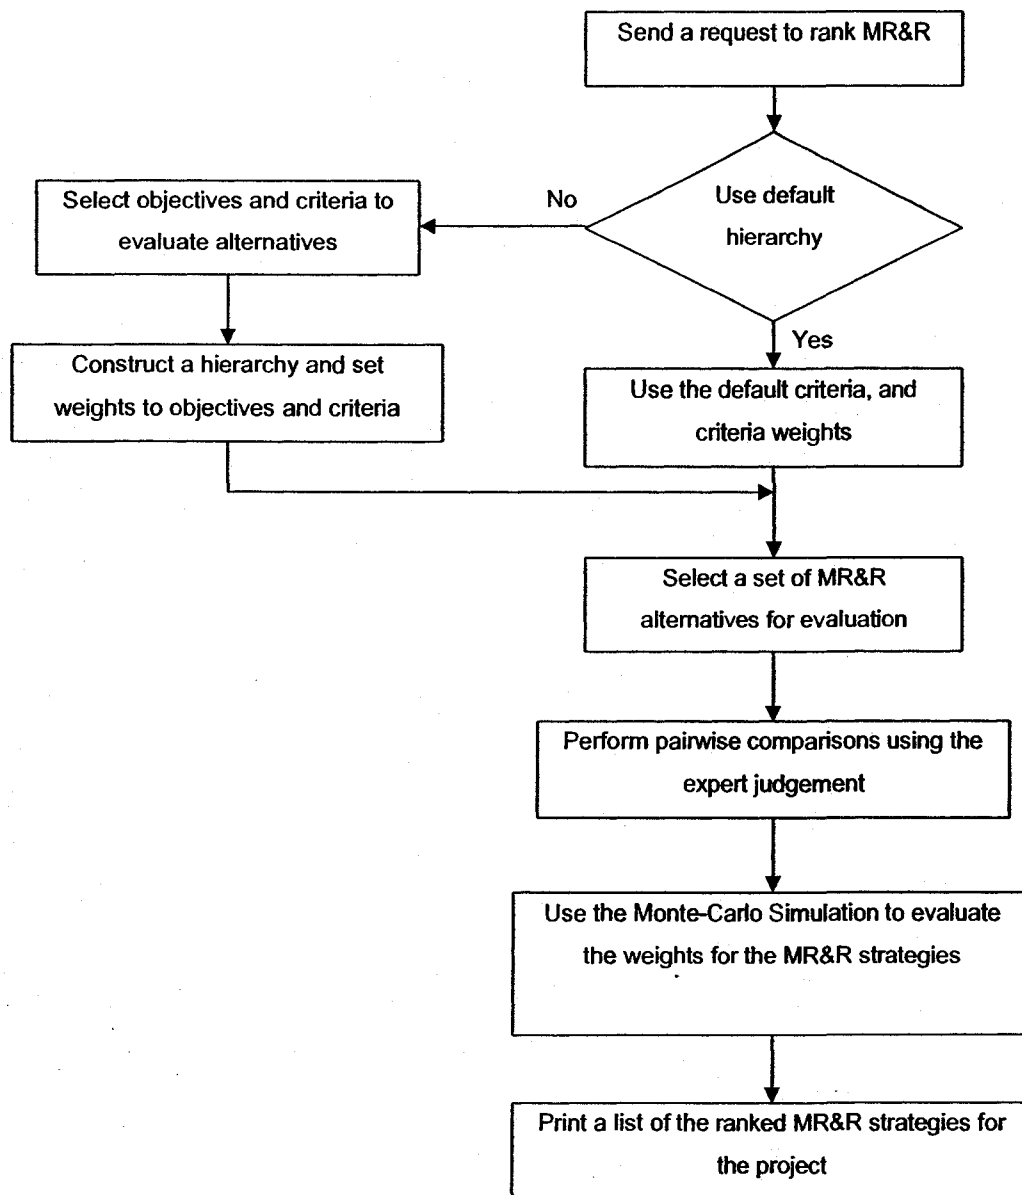 Send a request to rank MR&R
Use default
hierarchy
No
Select objectives and criteria to
evaluate alternatives
Yes
Construct a hierarchy and set
weights to objectives and criteria
Use the default criteria, and
criteria weights
Select a set of MR&R
alternatives for evaluation
Perform pairwise comparisons using the
expert judgement
Use the Monte-Carlo Simulation to evaluate
the weights for the MR&R strategies
Print a list of the ranked MR&R strategies for
the project